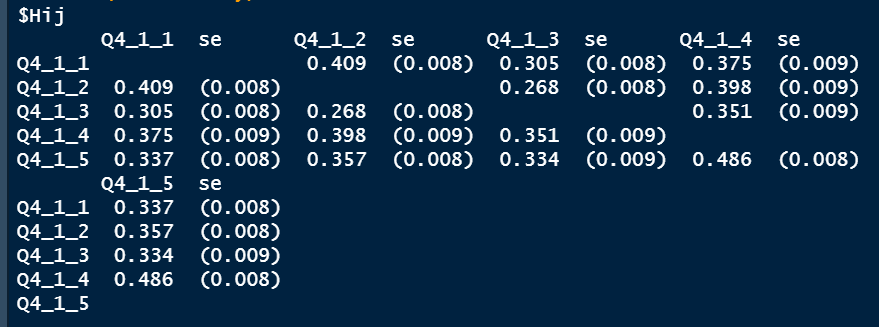 $Hij
       Q4_1_1  se      Q4_1_2  se      Q4_1_3  se      Q4_1_4  se
Q4_1_1                  0.409  (0.008)  0.305  (0.008)  0.375  (0.009)
Q4_1_2  0.409  (0.008)                  0.268  (0.008)  0.398  (0.009)
Q4_1_3  0.305  (0.008)  0.268  (0.008)                  0.351  (0.009)
Q4_1_4  0.375  (0.009)  0.398  (0.009)  0.351  (0.009)
Q4_1_5  0.337  (0.008)  0.357  (0.008)  0.334  (0.009)  0.486  (0.008)
       Q4_1_5  se
Q4_1_1  0.337  (0.008)
Q4_1_2  0.357  (0.008)
Q4_1_3  0.334  (0.009)
Q4_1_4  0.486  (0.008)
Q4_1_5